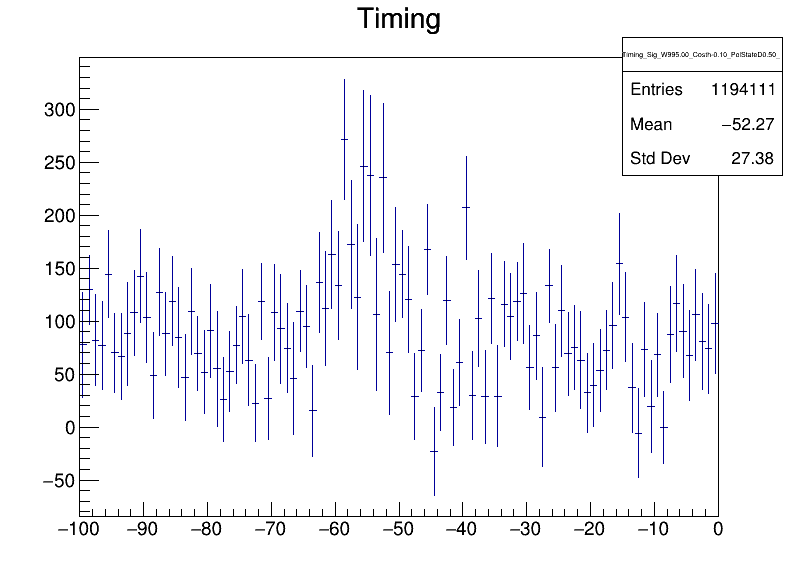 Timing
Timing_Sig_W995.00_Costh-0.10_PolStateD0.50_
Entries 1194111
Mean −52.27
Std Dev 27.38
300
250
200
150
100
50
0
−50
−100 −90 −80 −70 −60 −50 −40 −30 −20 −10 0